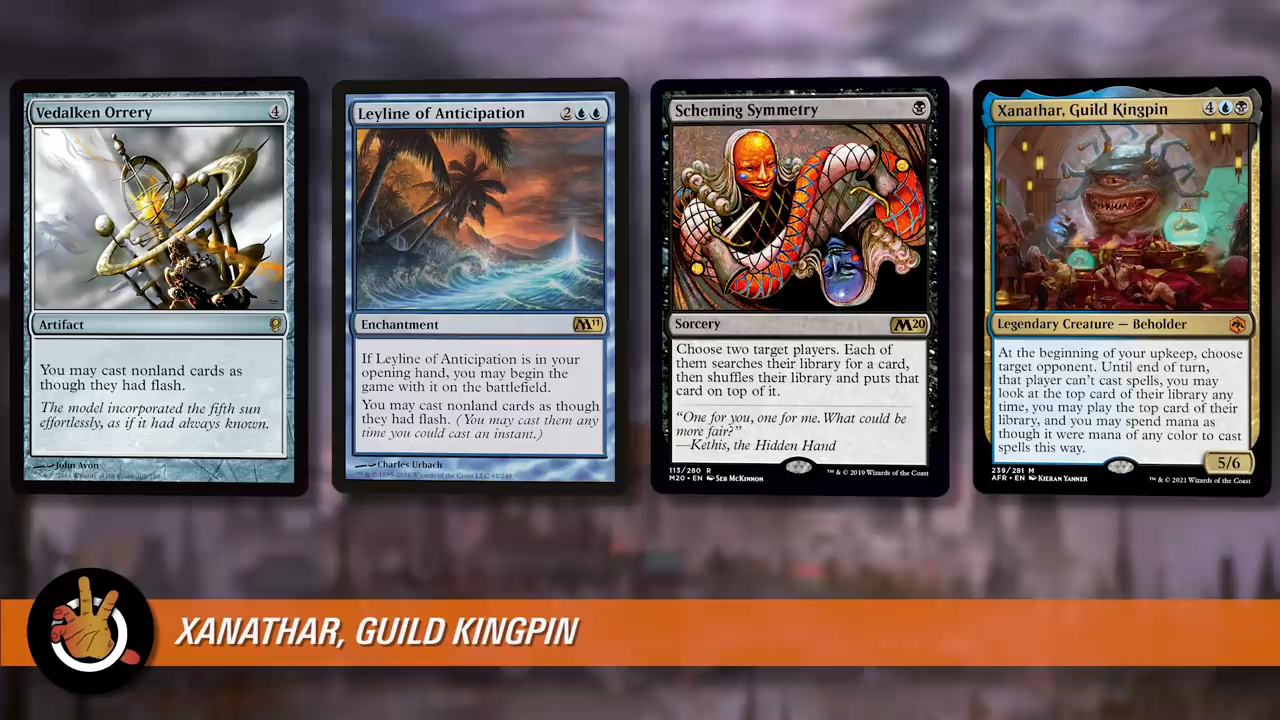 Vedalken Orrery 4
Artifact
You may cast nonland cards as
though they had flash.
The model incorporated the fifth sun
effortlessly, as if it had always known.
John Avon
Leyline of Anticipation 2
Enchantment M11
If Leyline of Anticipation is in your
opening hand, you may begin the
game with it on the battlefield.
You may cast nonland cards as though
they had flash. (You may cast them any
time you could cast an instant.)
Charles Urbach
Scheming Symmetry
Sorcery M20
Choose two target players. Each of
them searches their library for a card,
then shuffles their library and puts that
card on top of it.
"One for you, one for me. What could be
more fair?"
—Kethis, the Hidden Hand
113/280 R
M20 • EN Seb McKinnon
™ & © 2019 Wizards of the Coast
Xanathar, Guild Kingpin 4
Legendary Creature — Beholder
At the beginning of your upkeep, choose
target opponent. Until end of turn,
that player can't cast spells, you may
look at the top card of their library any
time, you may play the top card of their
library, and you may spend mana as
though it were mana of any color to cast
spells this way.
5/6
239/281 M
AFR • EN Kieran Yanner
™ & © 2021 Wizards of the Coast
XANATHAR, GUILD KINGPIN